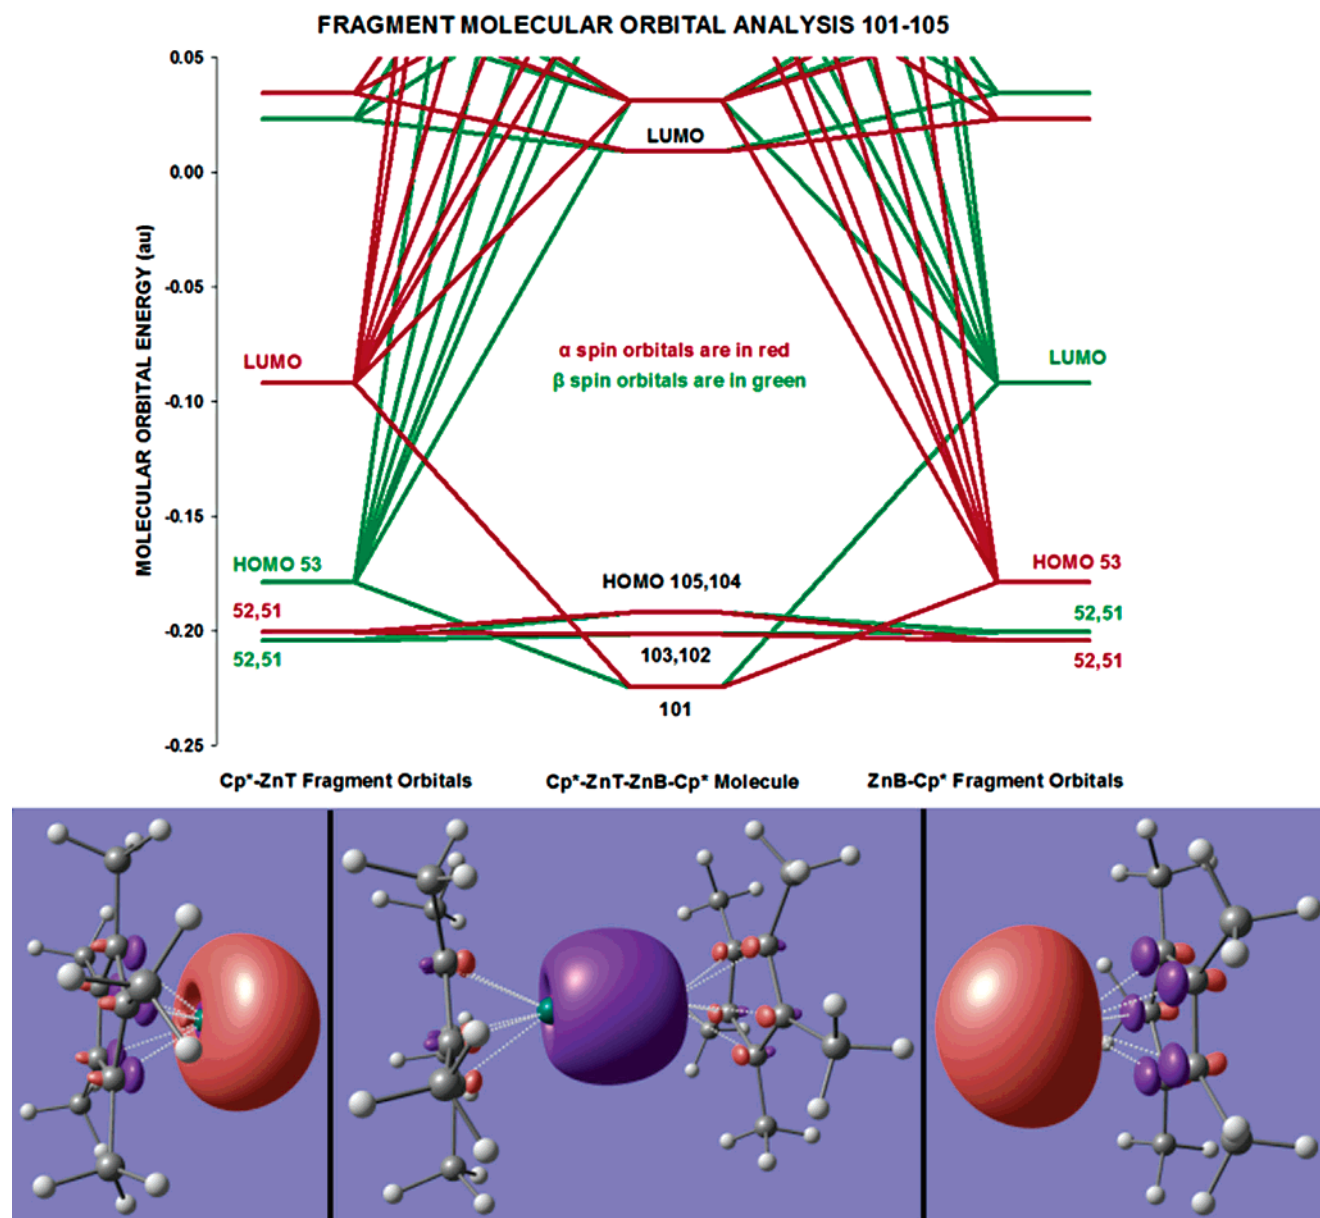 FRAGMENT MOLECULAR ORBITAL ANALYSIS 101-105
MOLECULAR ORBITAL ENERGY (au)
0.05
0.00
-0.05
-0.10
-0.15
-0.20
-0.25
LUMO
LUMO
LUMO
α spin orbitals are in red
β spin orbitals are in green
HOMO 53
HOMO 105,104
HOMO 53
52,51
52,51
52,51
103,102
52,51
101
Cp*-ZnT Fragment Orbitals
Cp*-ZnT-ZnB-Cp* Molecule
ZnB-Cp* Fragment Orbitals